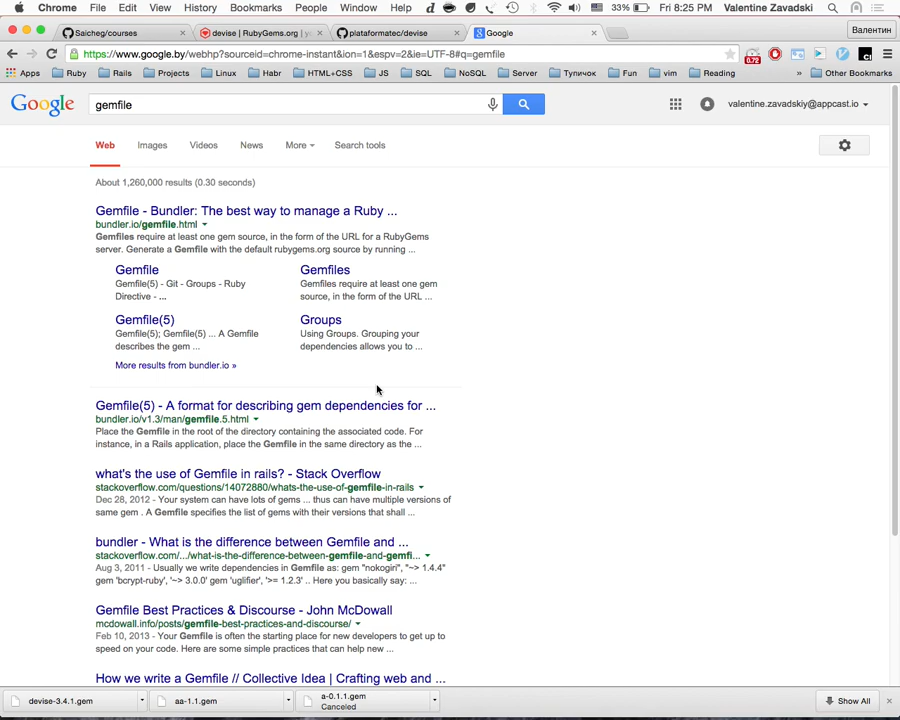 Chrome File Edit View History Bookmarks People Window Help 33% Fri 8:25 PM Valentine Zavadski
Saicheg/courses devise | RubyGems.org | y plataformatec/devise Google Валентин
https://www.google.by/webhp?sourceid=chrome-instant&ion=1&espv=2&ie=UTF-8#q=gemfile 0.72
Apps Ruby Rails Projects Linux Habr HTML+CSS JS SQL NoSQL Server Тупичок Fun vim Reading » Other Bookmarks
Google gemfile valentine.zavadskiy@appcast.io
Web Images Videos News More Search tools
About 1,260,000 results (0.30 seconds)
Gemfile - Bundler: The best way to manage a Ruby ...
bundler.io/gemfile.html
Gemfiles require at least one gem source, in the form of the URL for a RubyGems
server. Generate a Gemfile with the default rubygems.org source by running ...
Gemfile
Gemfile(5) - Git - Groups - Ruby
Directive - ...
Gemfiles
Gemfiles require at least one gem
source, in the form of the URL ...
Gemfile(5)
Gemfile(5); Gemfile(5) ... A Gemfile
describes the gem ...
Groups
Using Groups. Grouping your
dependencies allows you to ...
More results from bundler.io »
Gemfile(5) - A format for describing gem dependencies for ...
bundler.io/v1.3/man/gemfile.5.html
Place the Gemfile in the root of the directory containing the associated code. For
instance, in a Rails application, place the Gemfile in the same directory as the ...
what's the use of Gemfile in rails? - Stack Overflow
stackoverflow.com/questions/14072880/whats-the-use-of-gemfile-in-rails
Dec 28, 2012 - Your system can have lots of gems ... thus can have multiple versions of
same gem . A Gemfile specifies the list of gems with their versions that shall ...
bundler - What is the difference between Gemfile and ...
stackoverflow.com/.../what-is-the-difference-between-gemfile-and-gemfi...
Aug 3, 2011 - Usually we write dependencies in Gemfile as: gem "nokogiri", "~> 1.4.4"
gem 'bcrypt-ruby', '~> 3.0.0' gem 'uglifier', '>= 1.2.3' .. Here you basically say: ...
Gemfile Best Practices & Discourse - John McDowall
mcdowall.info/posts/gemfile-best-practices-and-discourse/
Feb 10, 2013 - Your Gemfile is often the starting place for new developers to get up to
speed on your code. Here are some simple practices that can help new ...
How we write a Gemfile // Collective Idea | Crafting web and ...
devise-3.4.1.gem aa-1.1.gem a-0.1.1.gem Show All
Canceled